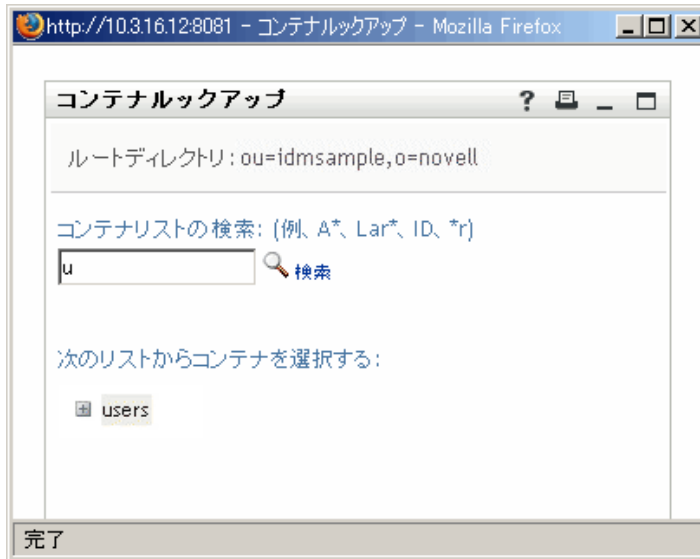 http://10.3.16.12:8081 - コンテナルックアップ - Mozilla Firefox
コンテナルックアップ ?
ルートディレクトリ: ou=idmsample,o=novell
コンテナリストの検索: (例、A*、Lar*、ID、*r)
u 検索
次のリストからコンテナを選択する:
users
完了